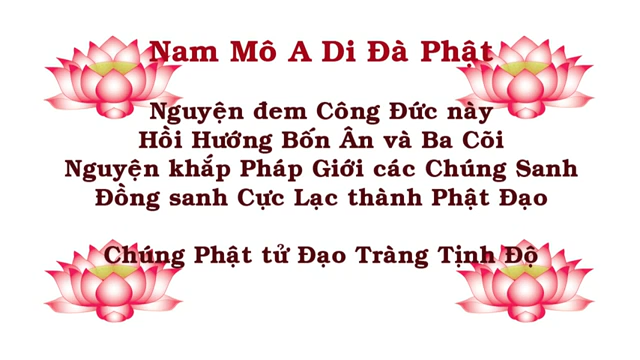 Nam Mô A Di Đà Phật
Nguyện đem Công Đức này
Hồi Hướng Bốn Ân và Ba Cõi
Nguyện khắp Pháp Giới các Chúng Sanh
Đồng sanh Cực Lạc thành Phật Đạo
Chúng Phật tử Đạo Tràng Tịnh Độ